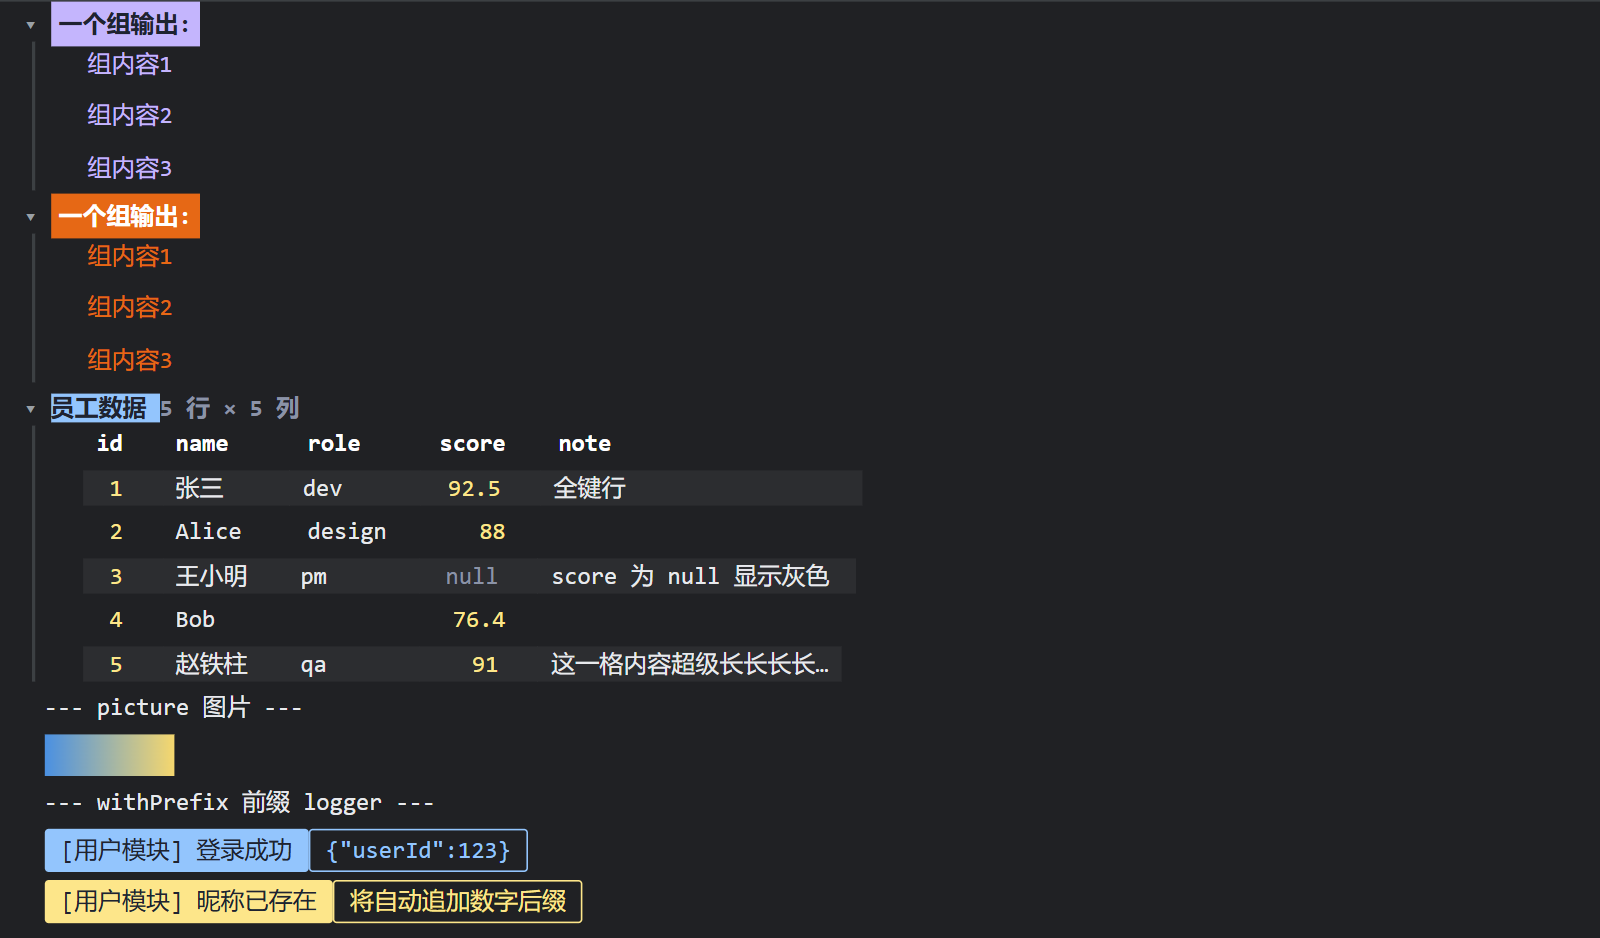 一个组输出:
组内容1
组内容2
组内容3
一个组输出:
组内容1
组内容2
组内容3
员工数据 5 行 × 5 列
id name role score note
1 张三 dev 92.5 全键行
2 Alice design 88
3 王小明 pm null score 为 null 显示灰色
4 Bob 76.4
5 赵铁柱 qa 91 这一格内容超级长长长长…
--- picture 图片 ---
--- withPrefix 前缀 logger ---
[用户模块] 登录成功 {"userId":123}
[用户模块] 昵称已存在 将自动追加数字后缀